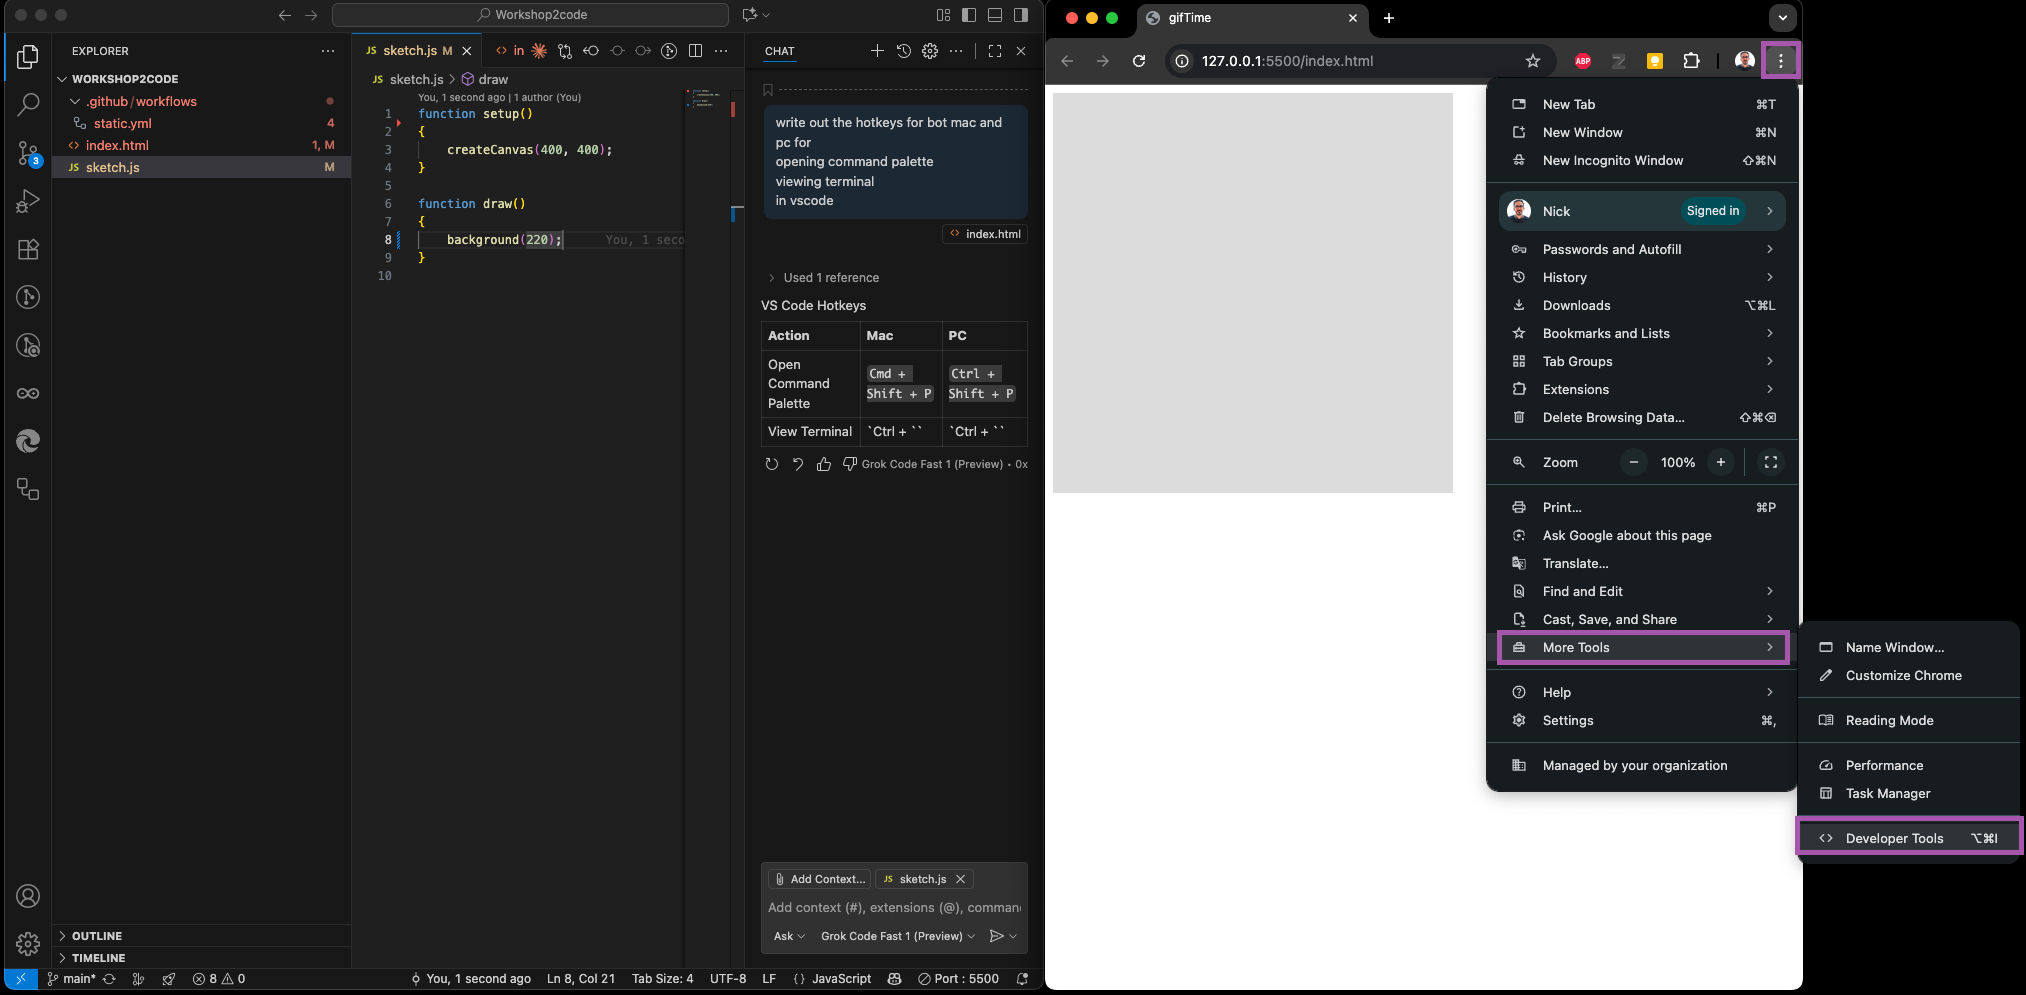 Workshop2code
EXPLORER
WORKSHOP2CODE
.github/workflows
static.yml 4
index.html 1, M
JS sketch.js M
OUTLINE
TIMELINE
JS sketch.js M
<> in
JS sketch.js > draw
You, 1 second ago | 1 author (You)
1 function setup()
2 {
3 createCanvas(400, 400);
4 }
5
6 function draw()
7 {
8 background(220); You, 1 seco
9 }
10
CHAT
write out the hotkeys for bot mac and
pc for
opening command palette
viewing terminal
in vscode
<> index.html
Used 1 reference
VS Code Hotkeys
Action Mac PC
Open Command Palette Cmd + Shift + P Ctrl + Shift + P
View Terminal `Ctrl + `` `Ctrl + ``
Grok Code Fast 1 (Preview) • 0x
Add Context...
JS sketch.js
Add context (#), extensions (@), comman
Ask Grok Code Fast 1 (Preview)
3
main* 8 0 You, 1 second ago Ln 8, Col 21 Tab Size: 4 UTF-8 LF {} JavaScript Port : 5500
gifTime
127.0.0.1:5500/index.html
ABP
New Tab ⌘T
New Window ⌘N
New Incognito Window ⇧⌘N
Nick Signed in
Passwords and Autofill
History
Downloads ⌥⌘L
Bookmarks and Lists
Tab Groups
Extensions
Delete Browsing Data... ⇧⌘⌫
Zoom − 100% +
Print... ⌘P
Ask Google about this page
Translate...
Find and Edit
Cast, Save, and Share
More Tools
Help
Settings ⌘,
Managed by your organization
Name Window...
Customize Chrome
Reading Mode
Performance
Task Manager
Developer Tools ⌥⌘I